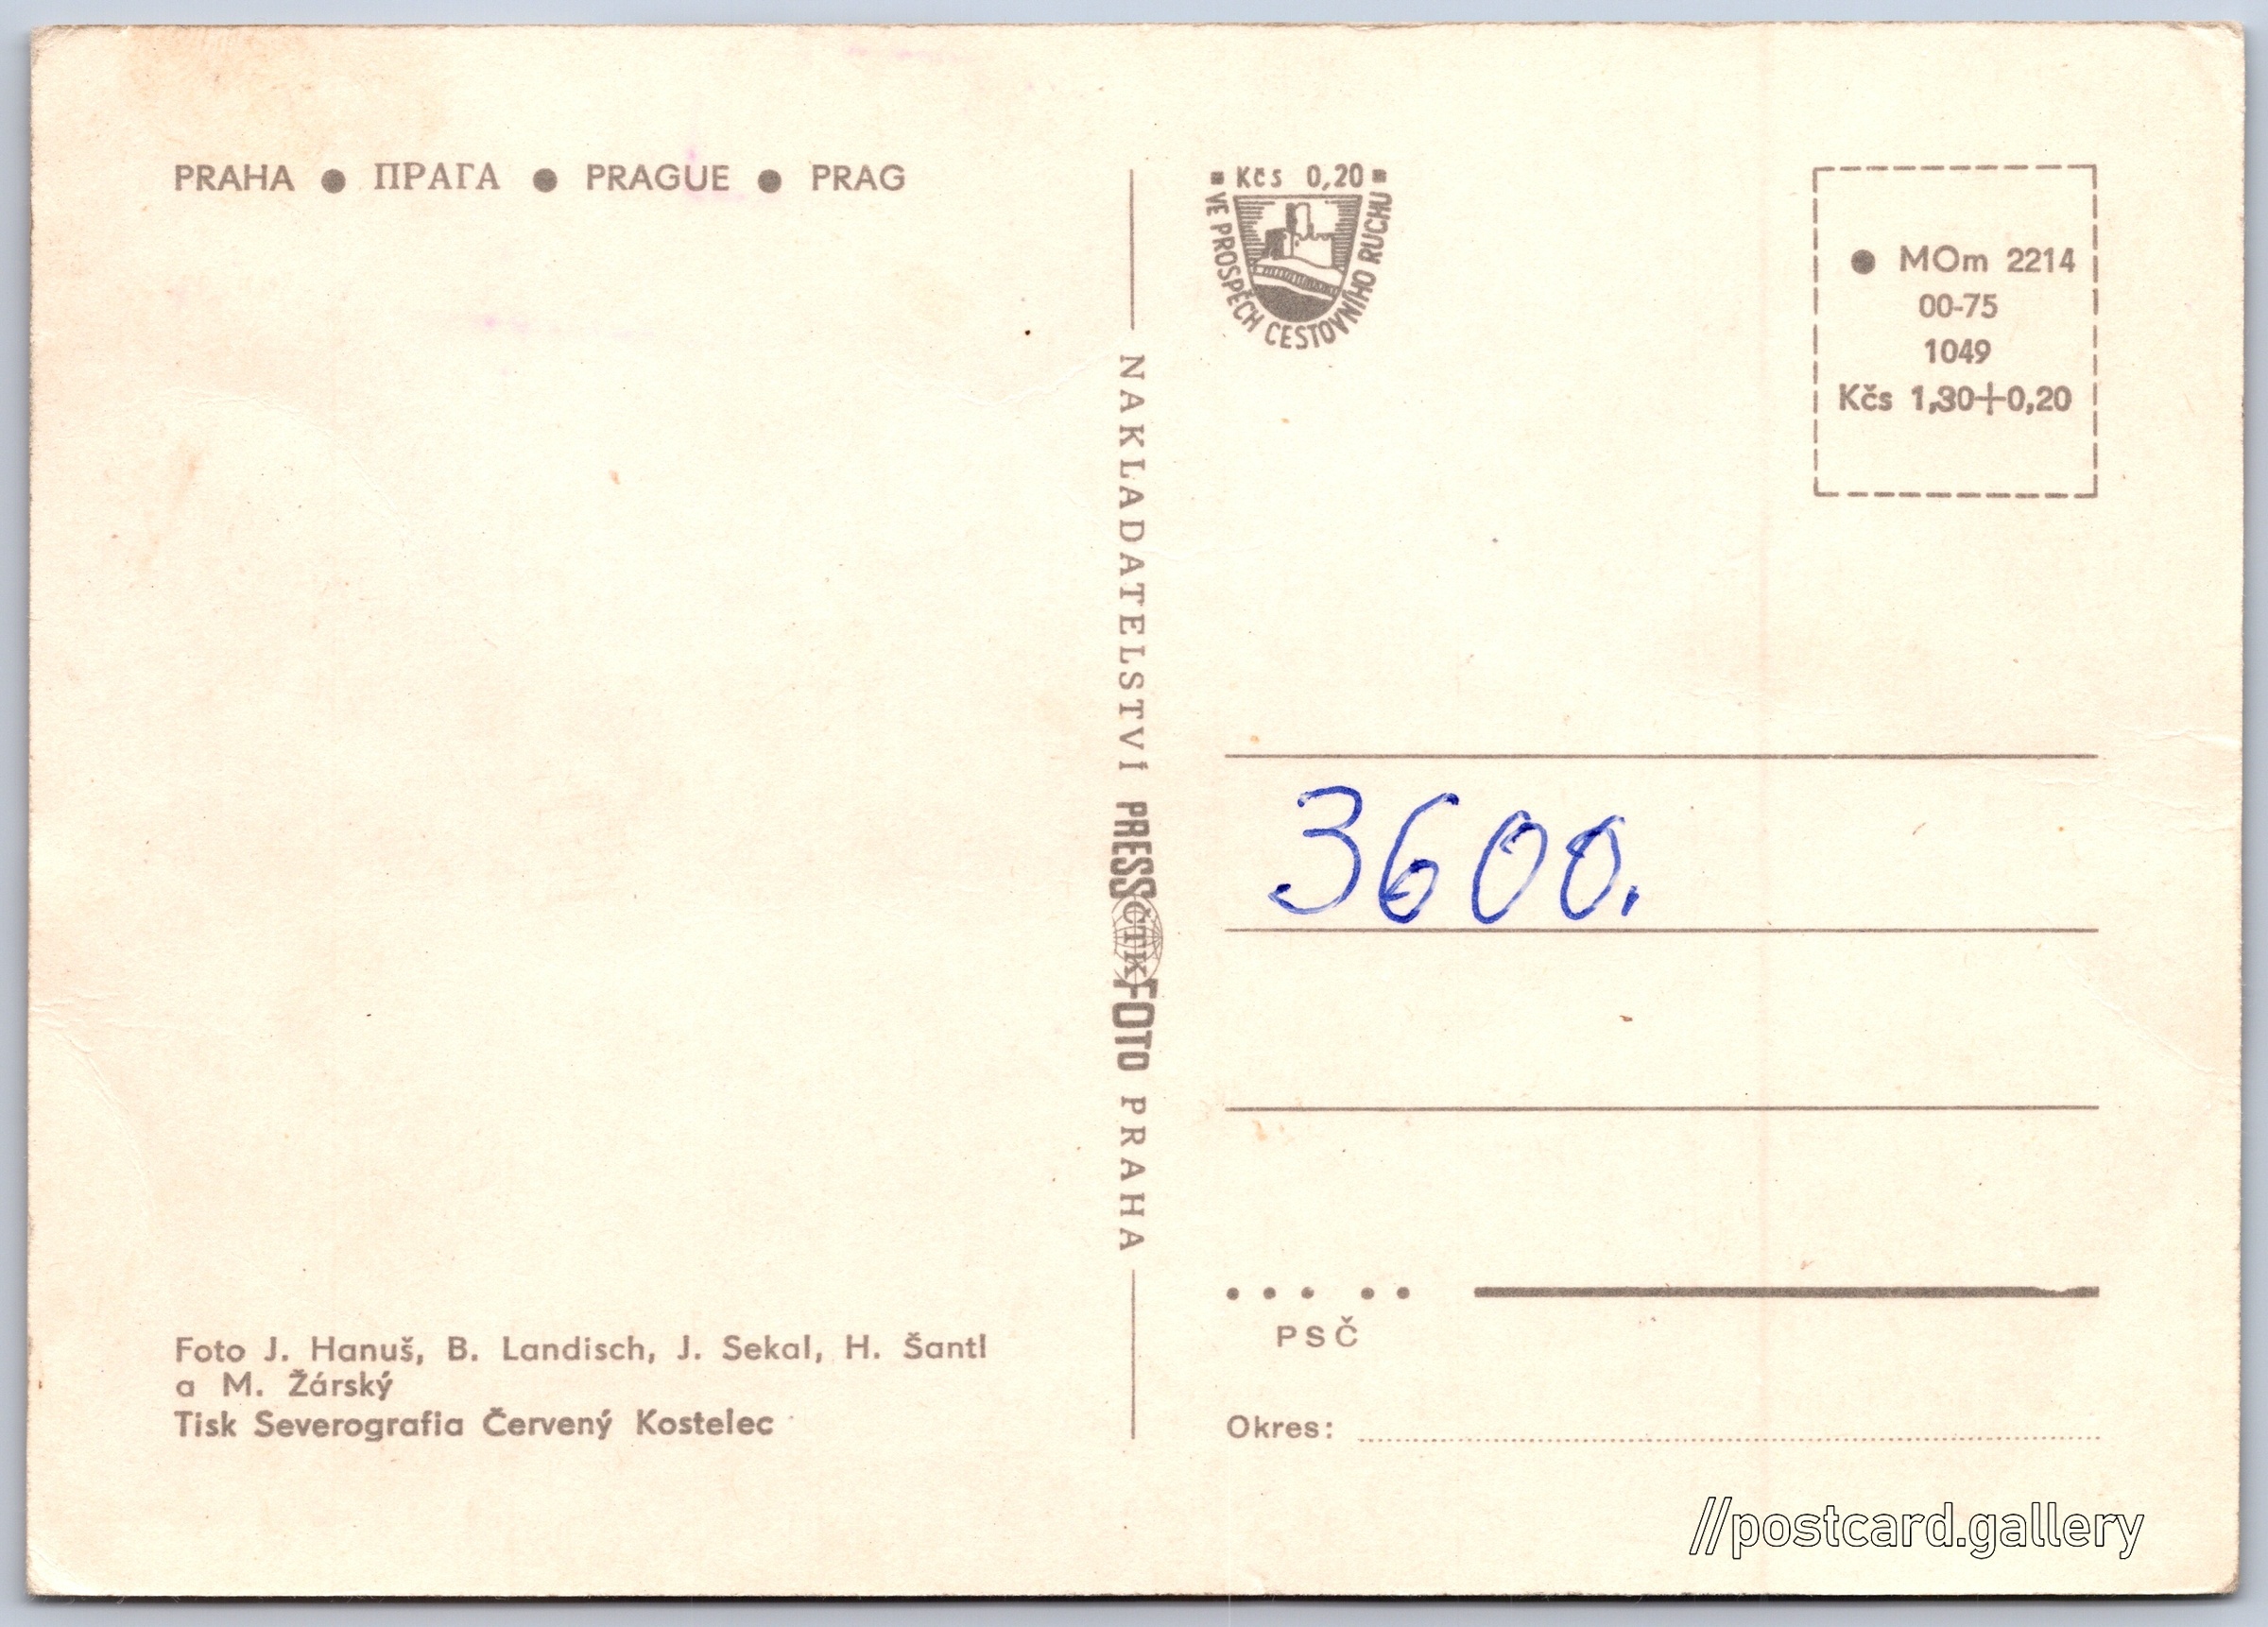 PRAHA ● ПРАГА ● PRAGUE ● PRAG
Foto J. Hanuš, B. Landisch, J. Sekal, H. Šantl
a M. Žárský
Tisk Severografia Červený Kostelec
NAKLADATELSTVÍ PRESSFOTO PRAHA
ČTK
Kčs 0,20
VE PROSPĚCH CESTOVNÍHO RUCHU
● MOm 2214
00-75
1049
Kčs 1,30+0,20
3600.
PSČ
Okres:
//postcard.gallery